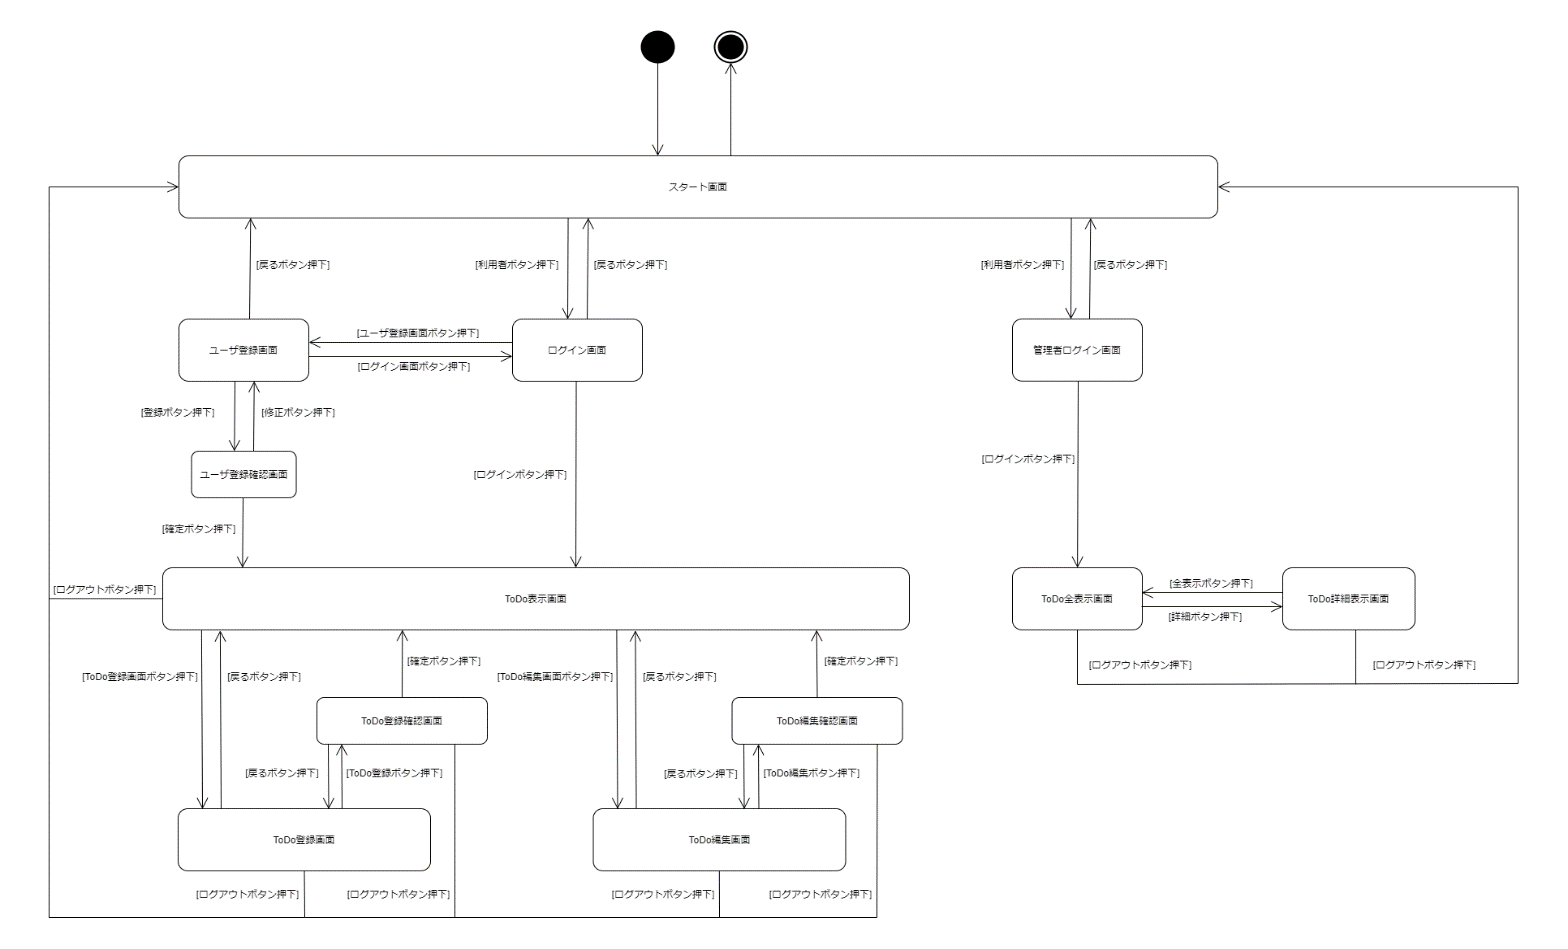 スタート画面
[戻るボタン押下]
[利用者ボタン押下]
[戻るボタン押下]
[利用者ボタン押下]
[戻るボタン押下]
[ユーザ登録画面ボタン押下]
ユーザ登録画面
ログイン画面
管理者ログイン画面
[ログイン画面ボタン押下]
[登録ボタン押下]
[修正ボタン押下]
[ログインボタン押下]
ユーザ登録確認画面
[ログインボタン押下]
[確定ボタン押下]
[ログアウトボタン押下]
ToDo表示画面
ToDo全表示画面
[全表示ボタン押下]
[詳細ボタン押下]
ToDo詳細表示画面
[ToDo登録画面ボタン押下]
[戻るボタン押下]
[確定ボタン押下]
[ToDo編集画面ボタン押下]
[戻るボタン押下]
[確定ボタン押下]
[ログアウトボタン押下]
[ログアウトボタン押下]
ToDo登録確認画面
ToDo編集確認画面
[戻るボタン押下]
[ToDo登録ボタン押下]
[戻るボタン押下]
[ToDo編集ボタン押下]
ToDo登録画面
ToDo編集画面
[ログアウトボタン押下]
[ログアウトボタン押下]
[ログアウトボタン押下]
[ログアウトボタン押下]